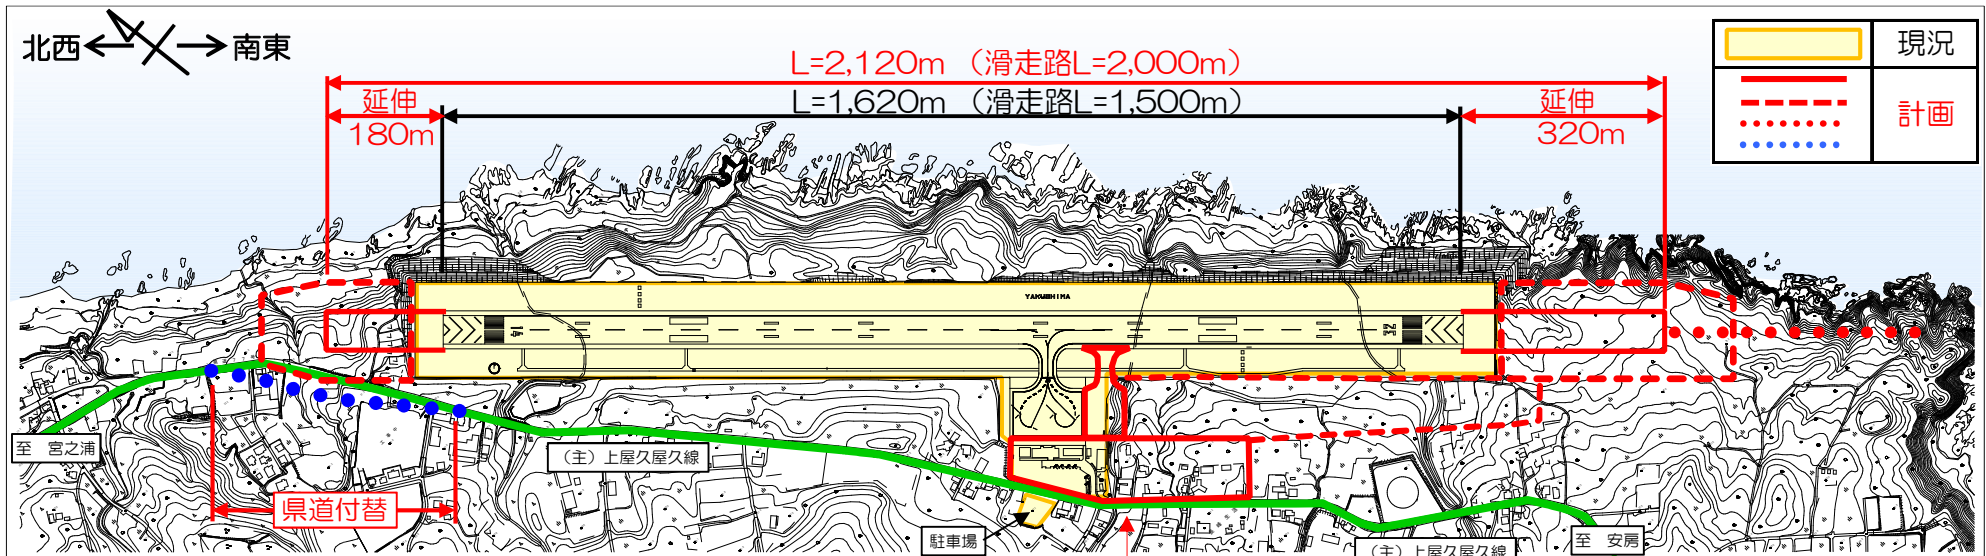 北西
南東
L=2,120m （滑走路L=2,000m）
延伸
180m
L=1,620m （滑走路L=1,500m）
延伸
320m
現況
計画
YAKUSHIMA
14
32
至 宮之浦
（主）上屋久屋久線
県道付替
駐車場
（主）上屋久屋久線
至 安房